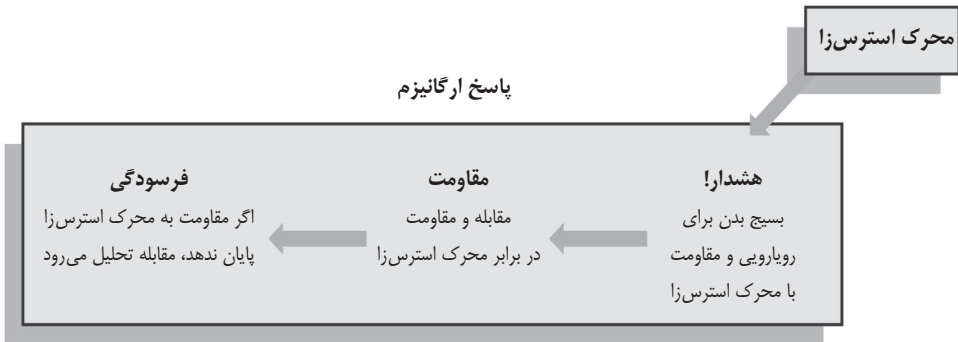 محرک استرس‌زا
پاسخ ارگانیزم
هشدار!
بسیج بدن برای
رویارویی و مقاومت
با محرک استرس‌زا
مقاومت
مقابله و مقاومت
در برابر محرک استرس‌زا
فرسودگی
اگر مقاومت به محرک استرس‌زا
پایان ندهد، مقابله تحلیل می‌رود